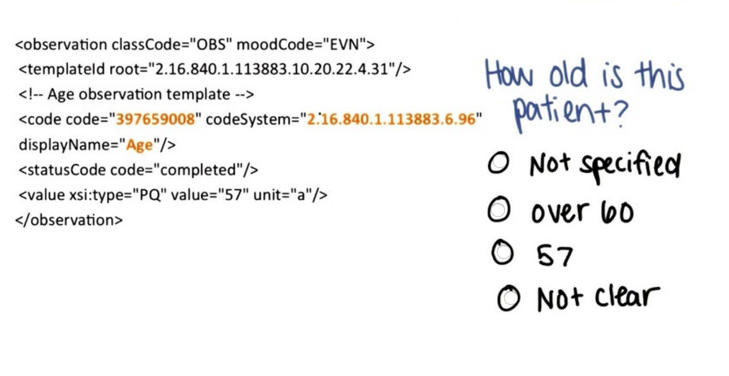 <observation classCode="OBS" moodCode="EVN">
<templateId root="2.16.840.1.113883.10.20.22.4.31"/>
<!-- Age observation template -->
<code code="397659008" codeSystem="2.16.840.1.113883.6.96"
displayName="Age"/>
<statusCode code="completed"/>
<value xsi:type="PQ" value="57" unit="a"/>
</observation>
How old is this
patient?
Not specified
over 60
57
Not clear